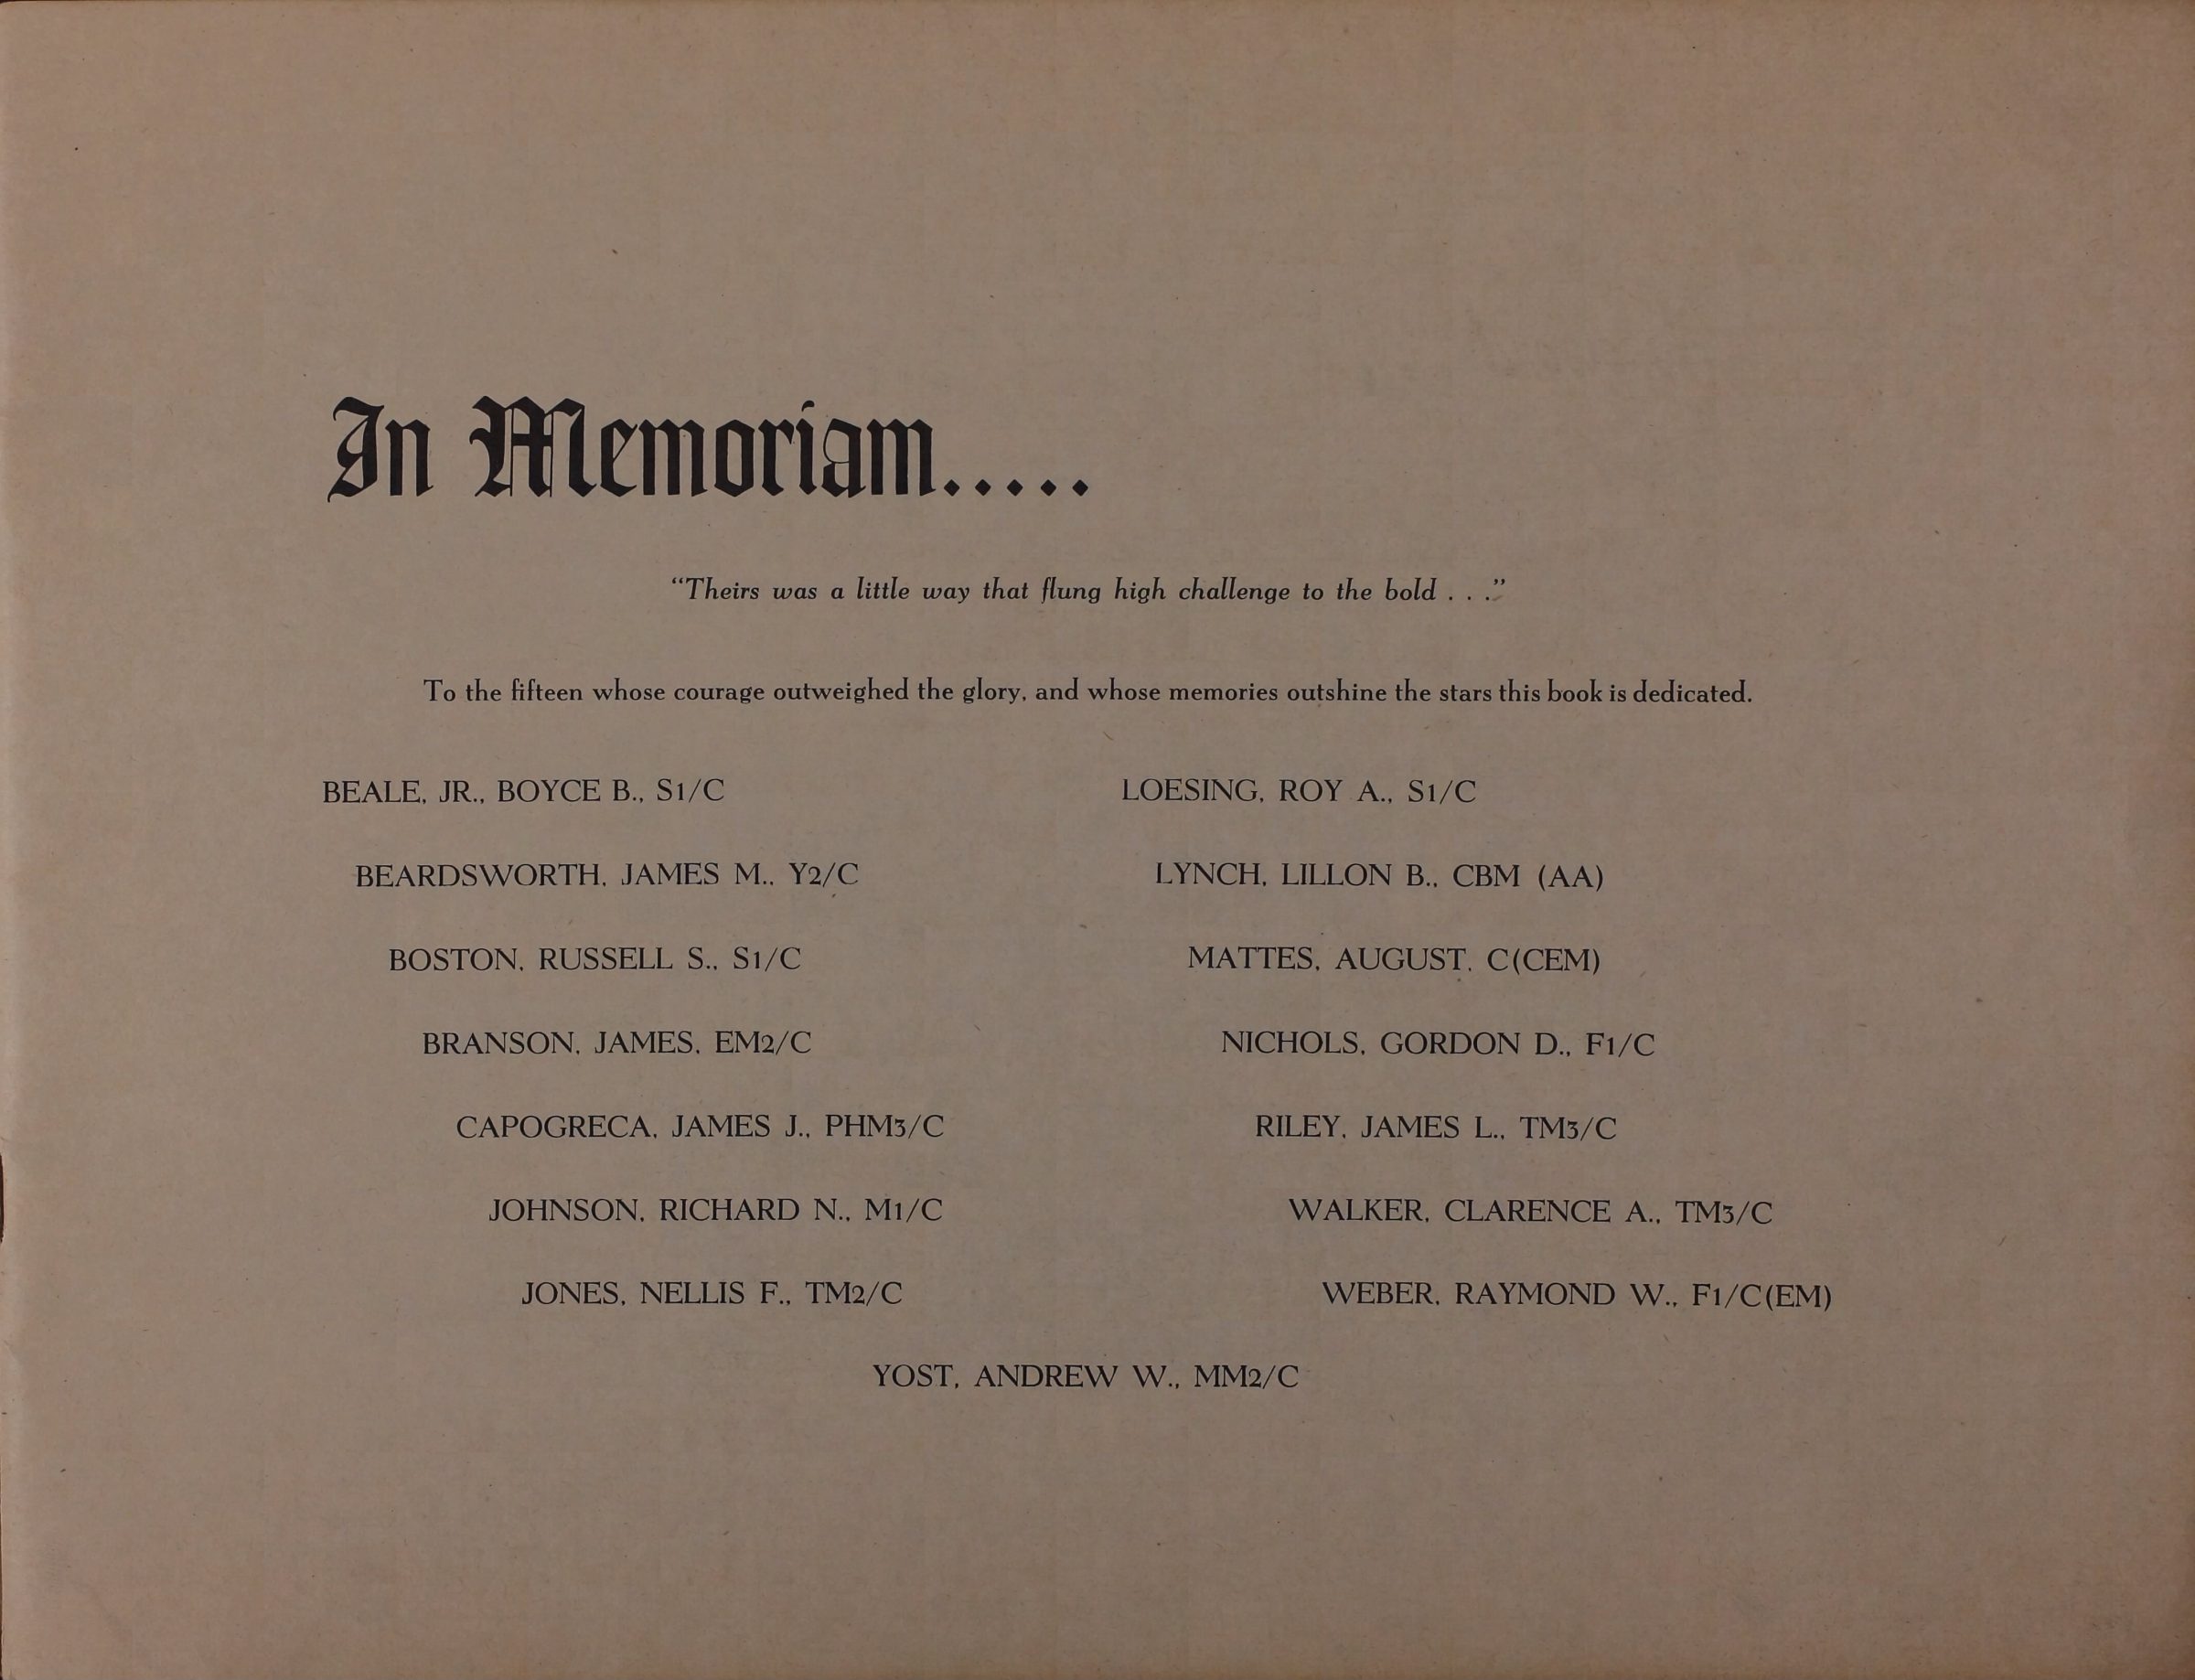 In Memoriam.....
“Theirs was a little way that flung high challenge to the bold . . .”
To the fifteen whose courage outweighed the glory, and whose memories outshine the stars this book is dedicated.
BEALE, JR., BOYCE B., S1/C
BEARDSWORTH, JAMES M., Y2/C
BOSTON, RUSSELL S., S1/C
BRANSON, JAMES, EM2/C
CAPOGRECA, JAMES J., PHM3/C
JOHNSON, RICHARD N., M1/C
JONES, NELLIS F., TM2/C
LOESING, ROY A., S1/C
LYNCH, LILLON B., CBM (AA)
MATTES, AUGUST, C(CEM)
NICHOLS, GORDON D., F1/C
RILEY, JAMES L., TM3/C
WALKER, CLARENCE A., TM3/C
WEBER, RAYMOND W., F1/C(EM)
YOST, ANDREW W., MM2/C